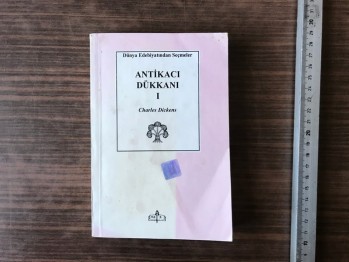 Dünya Edebiyatından Seçmeler
ANTİKACI
DÜKKANI
I
Charles Dickens